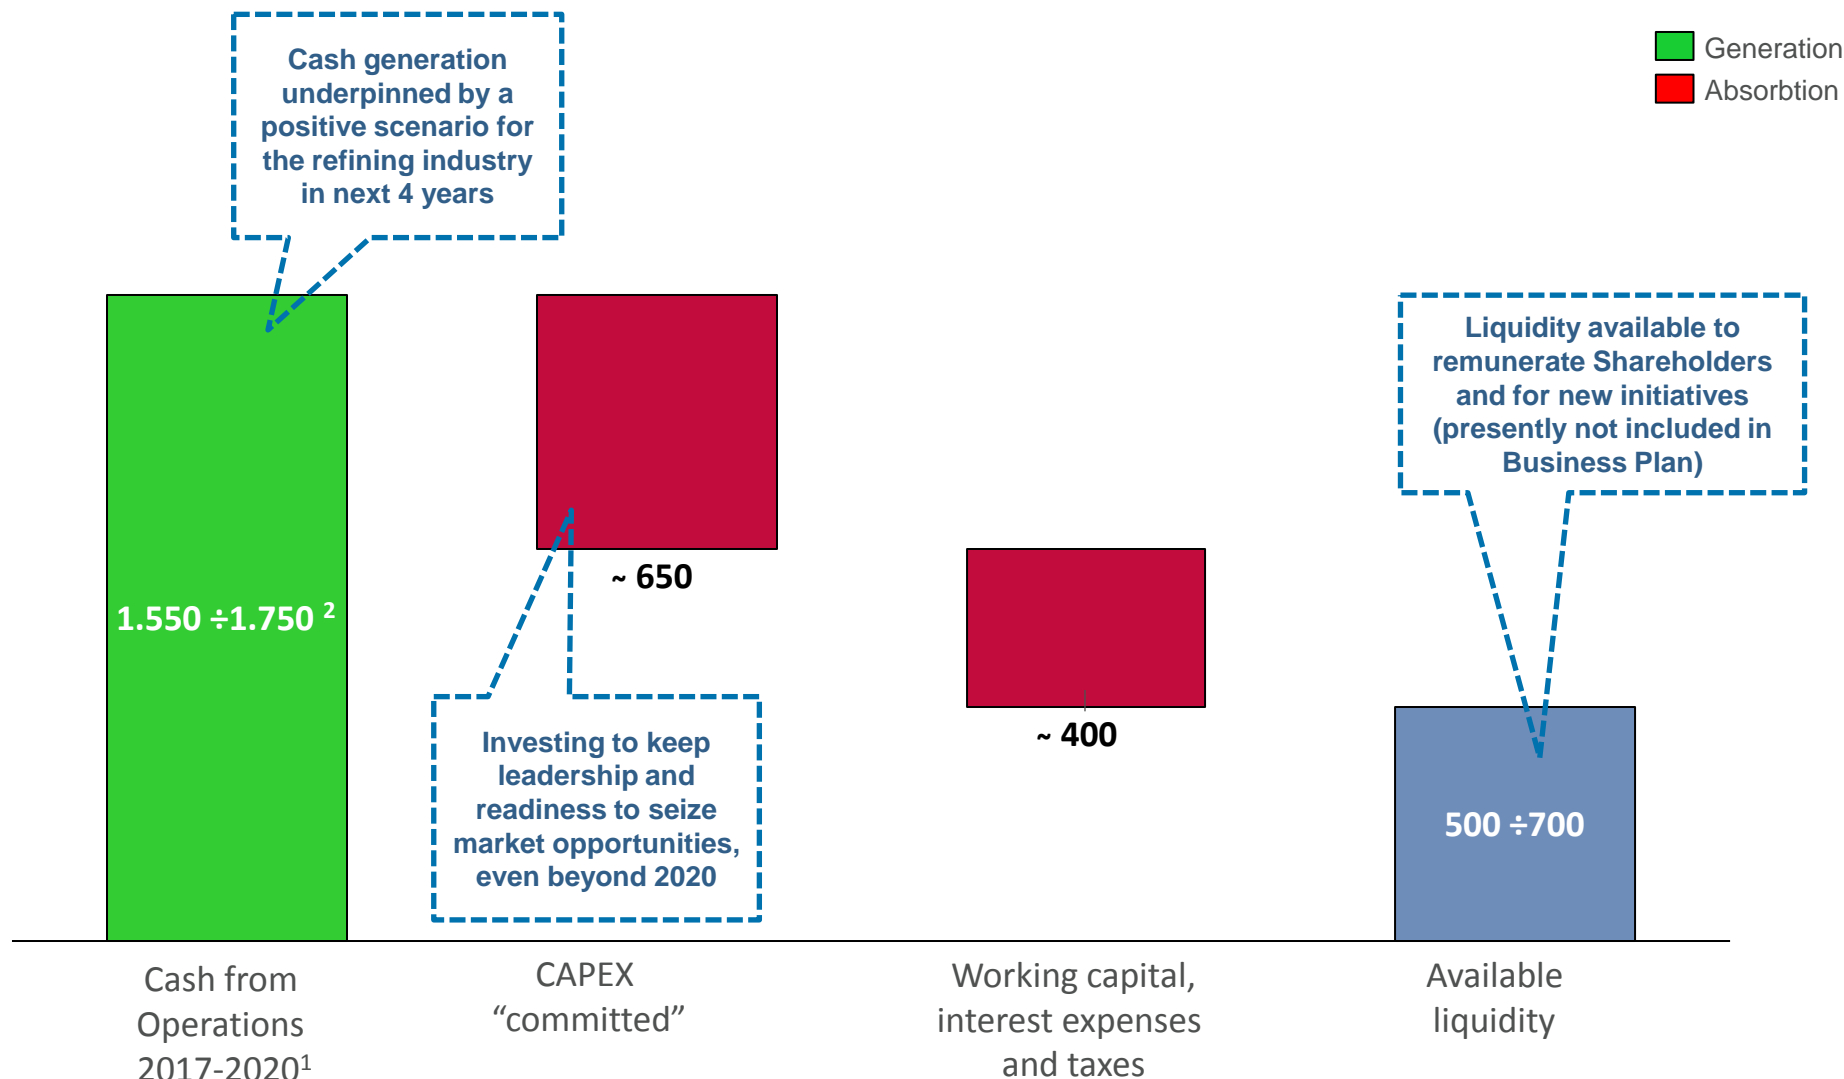 Cash generation
underpinned by a
positive scenario for
the refining industry
in next 4 years
Generation
Absorbtion
Liquidity available to
remunerate Shareholders
and for new initiatives
(presently not included in
Business Plan)
1.550 ÷1.750 ²
~ 650
~ 400
Investing to keep
leadership and
readiness to seize
market opportunities,
even beyond 2020
500 ÷700
Cash from
Operations
2017-2020¹
CAPEX
“committed”
Working capital,
interest expenses
and taxes
Available
liquidity